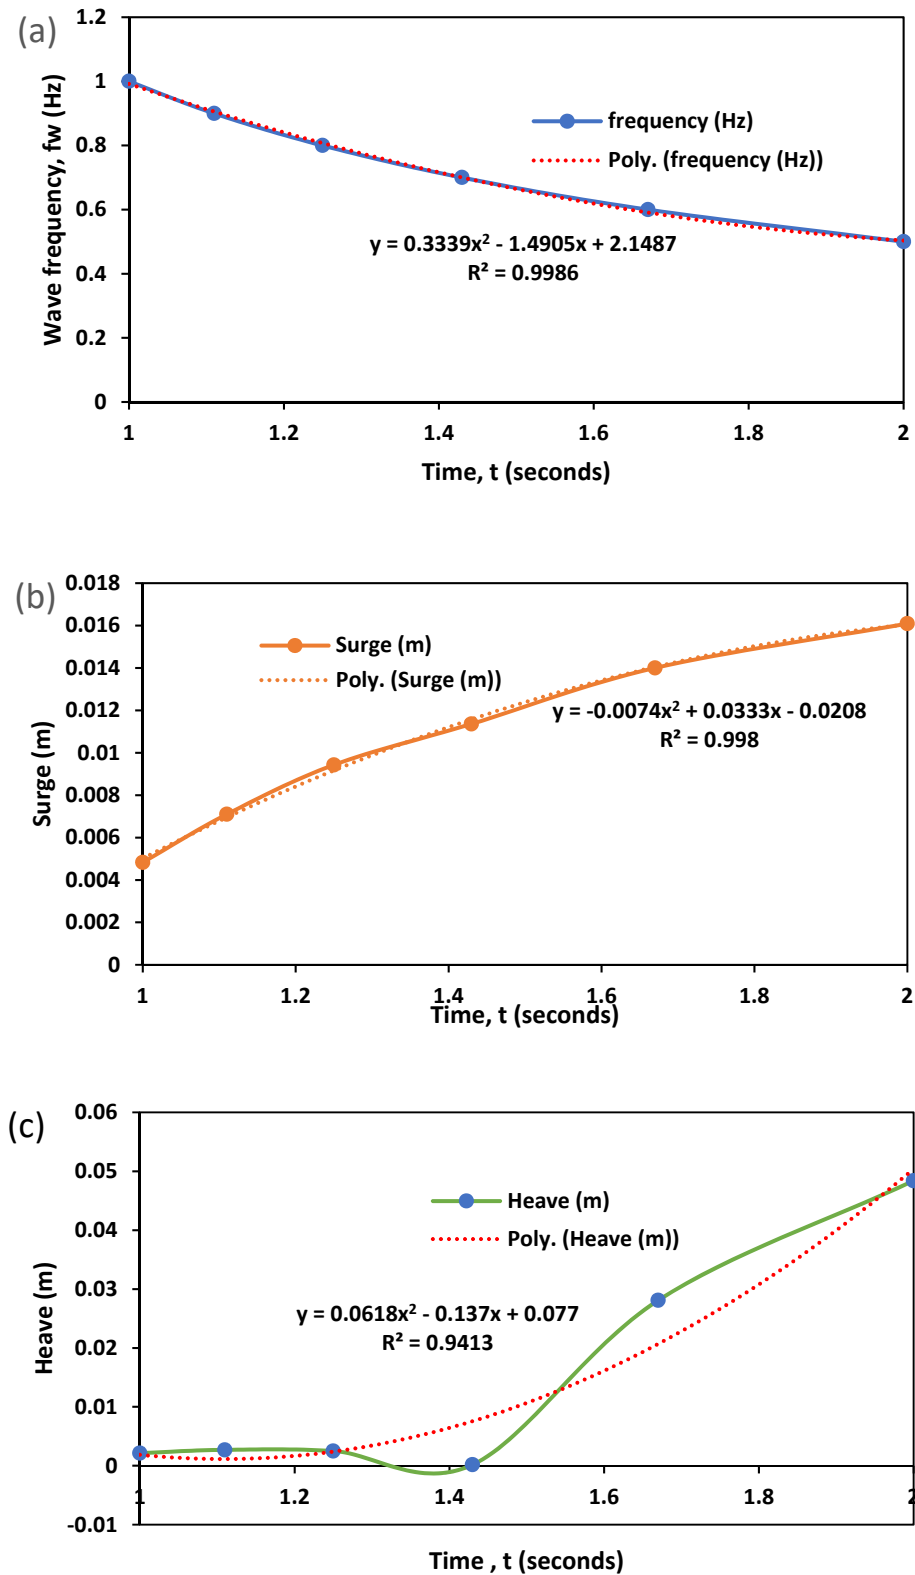 (a)
1.2
1
0.8
0.6
0.4
0.2
0
Wave frequency, fw (Hz)
frequency (Hz)
Poly. (frequency (Hz))
y = 0.3339x² - 1.4905x + 2.1487
R² = 0.9986
1 1.2 1.4 1.6 1.8 2
Time, t (seconds)
(b)
0.018
0.016
0.014
0.012
0.01
0.008
0.006
0.004
0.002
0
Surge (m)
Surge (m)
Poly. (Surge (m))
y = -0.0074x² + 0.0333x - 0.0208
R² = 0.998
1 1.2 1.4 1.6 1.8 2
Time, t (seconds)
(c)
0.06
0.05
0.04
0.03
0.02
0.01
0
-0.01
Heave (m)
Heave (m)
Poly. (Heave (m))
y = 0.0618x² - 0.137x + 0.077
R² = 0.9413
1 1.2 1.4 1.6 1.8 2
Time , t (seconds)